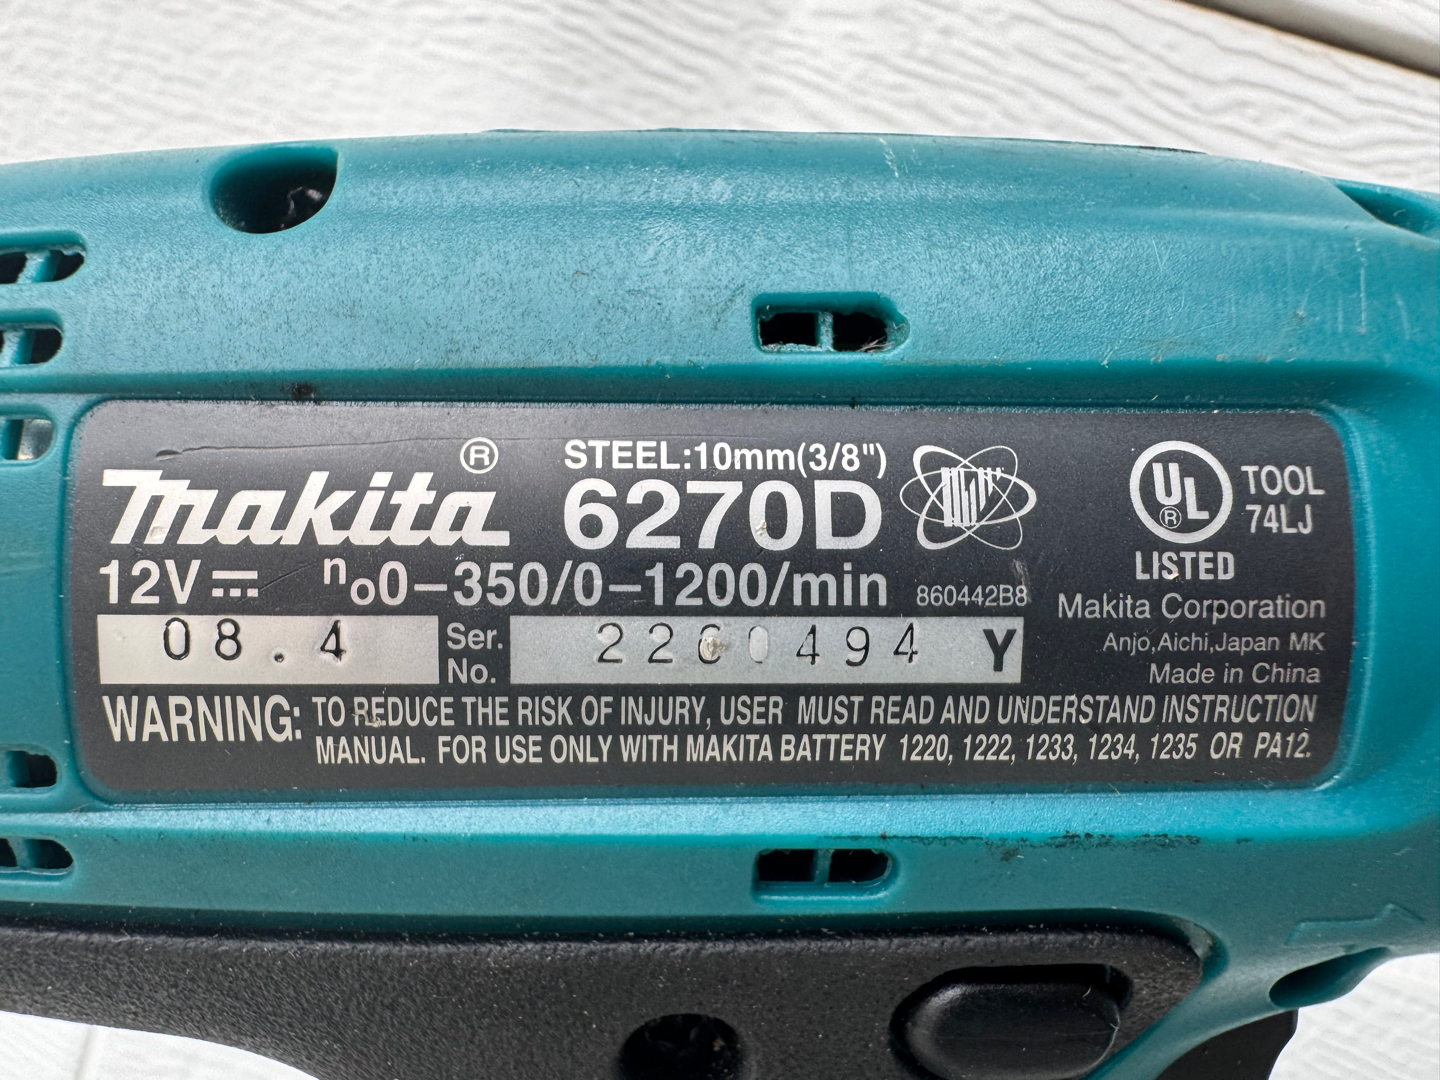 makita® STEEL:10mm(3/8")
6270D
UL® TOOL 74LJ
LISTED
12V n₀0–350/0–1200/min 860442B8
Makita Corporation
08.4 Ser. No. Y
Anjo,Aichi,Japan MK
Made in China
WARNING: TO REDUCE THE RISK OF INJURY, USER MUST READ AND UNDERSTAND INSTRUCTION
MANUAL. FOR USE ONLY WITH MAKITA BATTERY 1220, 1222, 1233, 1234, 1235 OR PA12.